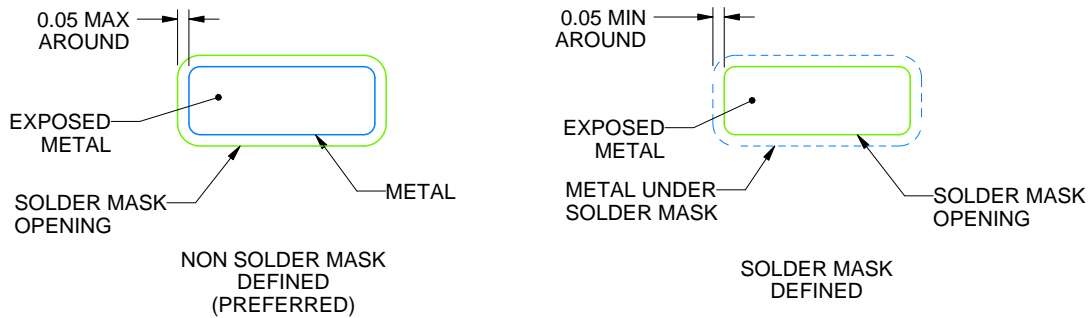 0.05 MAX
AROUND
EXPOSED
METAL
SOLDER MASK
OPENING
METAL
NON SOLDER MASK
DEFINED
(PREFERRED)
0.05 MIN
AROUND
EXPOSED
METAL
METAL UNDER
SOLDER MASK
SOLDER MASK
OPENING
SOLDER MASK
DEFINED